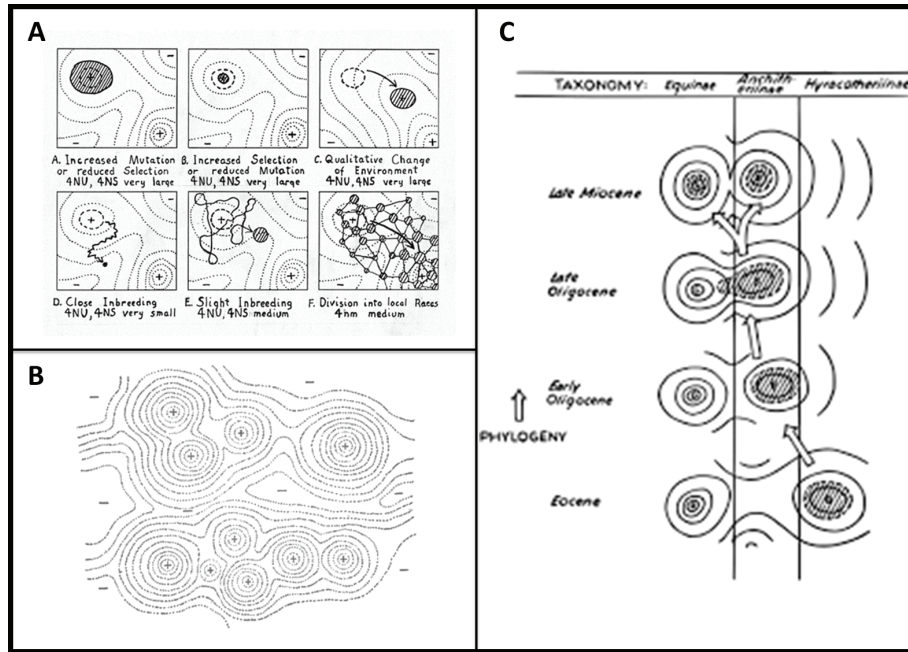 A
A. Increased Mutation
or reduced Selection
4NU, 4NS very large
B. Increased Selection
or reduced Mutation
4NU, 4NS very large
C. Qualitative Change
of Environment
4NU, 4NS very large
D. Close Inbreeding
4NU, 4NS very small
E. Slight Inbreeding
4NU, 4NS medium
F. Division into local Races
4nm medium
B
C
TAXONOMY: Equinae Anchith- Hyracotheriinae
eriinae
Late Miocene
Late
Oligocene
Early
Oligocene
PHYLOGENY
Eocene